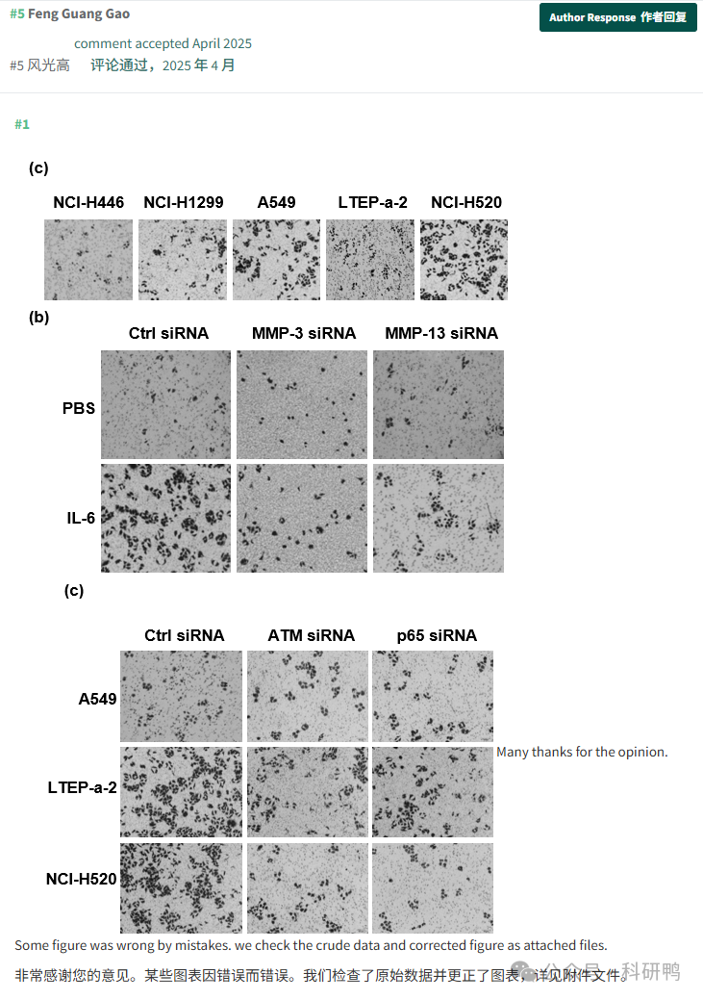 #5 Feng Guang Gao
Author Response 作者回复
comment accepted April 2025
#5 风光高 评论通过，2025 年 4 月
#1
(c)
NCI-H446 NCI-H1299 A549 LTEP-a-2 NCI-H520
(b)
Ctrl siRNA MMP-3 siRNA MMP-13 siRNA
PBS
IL-6
(c)
Ctrl siRNA ATM siRNA p65 siRNA
A549
LTEP-a-2
NCI-H520
Many thanks for the opinion.
Some figure was wrong by mistakes. we check the crude data and corrected figure as attached files.
非常感谢您的意见。某些图表因错误而错误。我们检查了原始数据并更正了图表，详见附件文件。
公众号 科研鸭